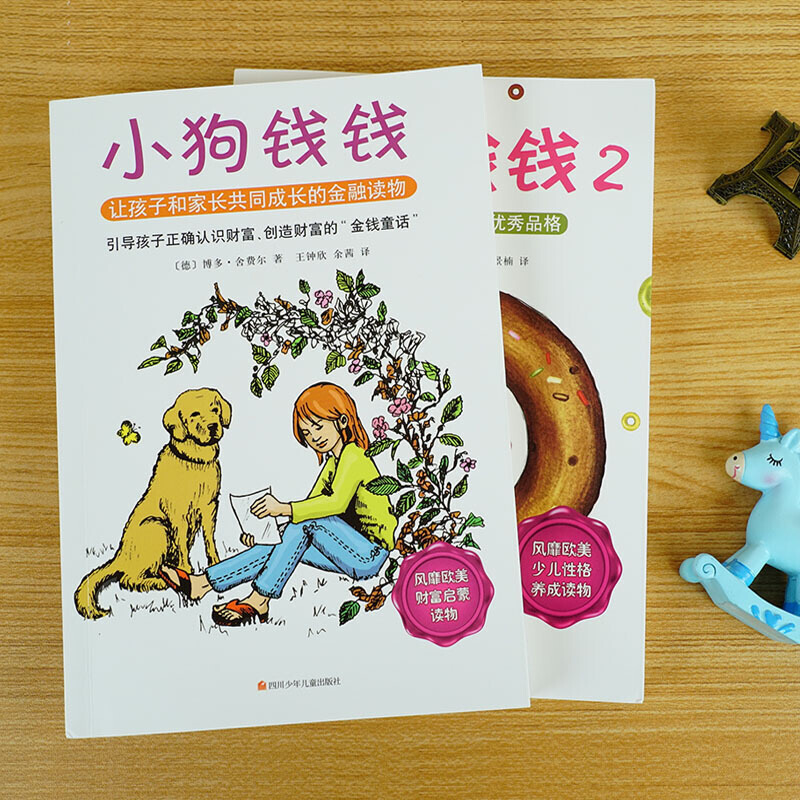 小狗钱钱
让孩子和家长共同成长的金融读物
引导孩子正确认识财富、创造财富的“金钱童话”
〔德〕博多·舍费尔 著 王钟欣 余茜 译
风靡欧美
财富启蒙
读物
四川少年儿童出版社
钱钱2
优秀品格
景楠 译
风靡欧美
少儿性格
养成读物